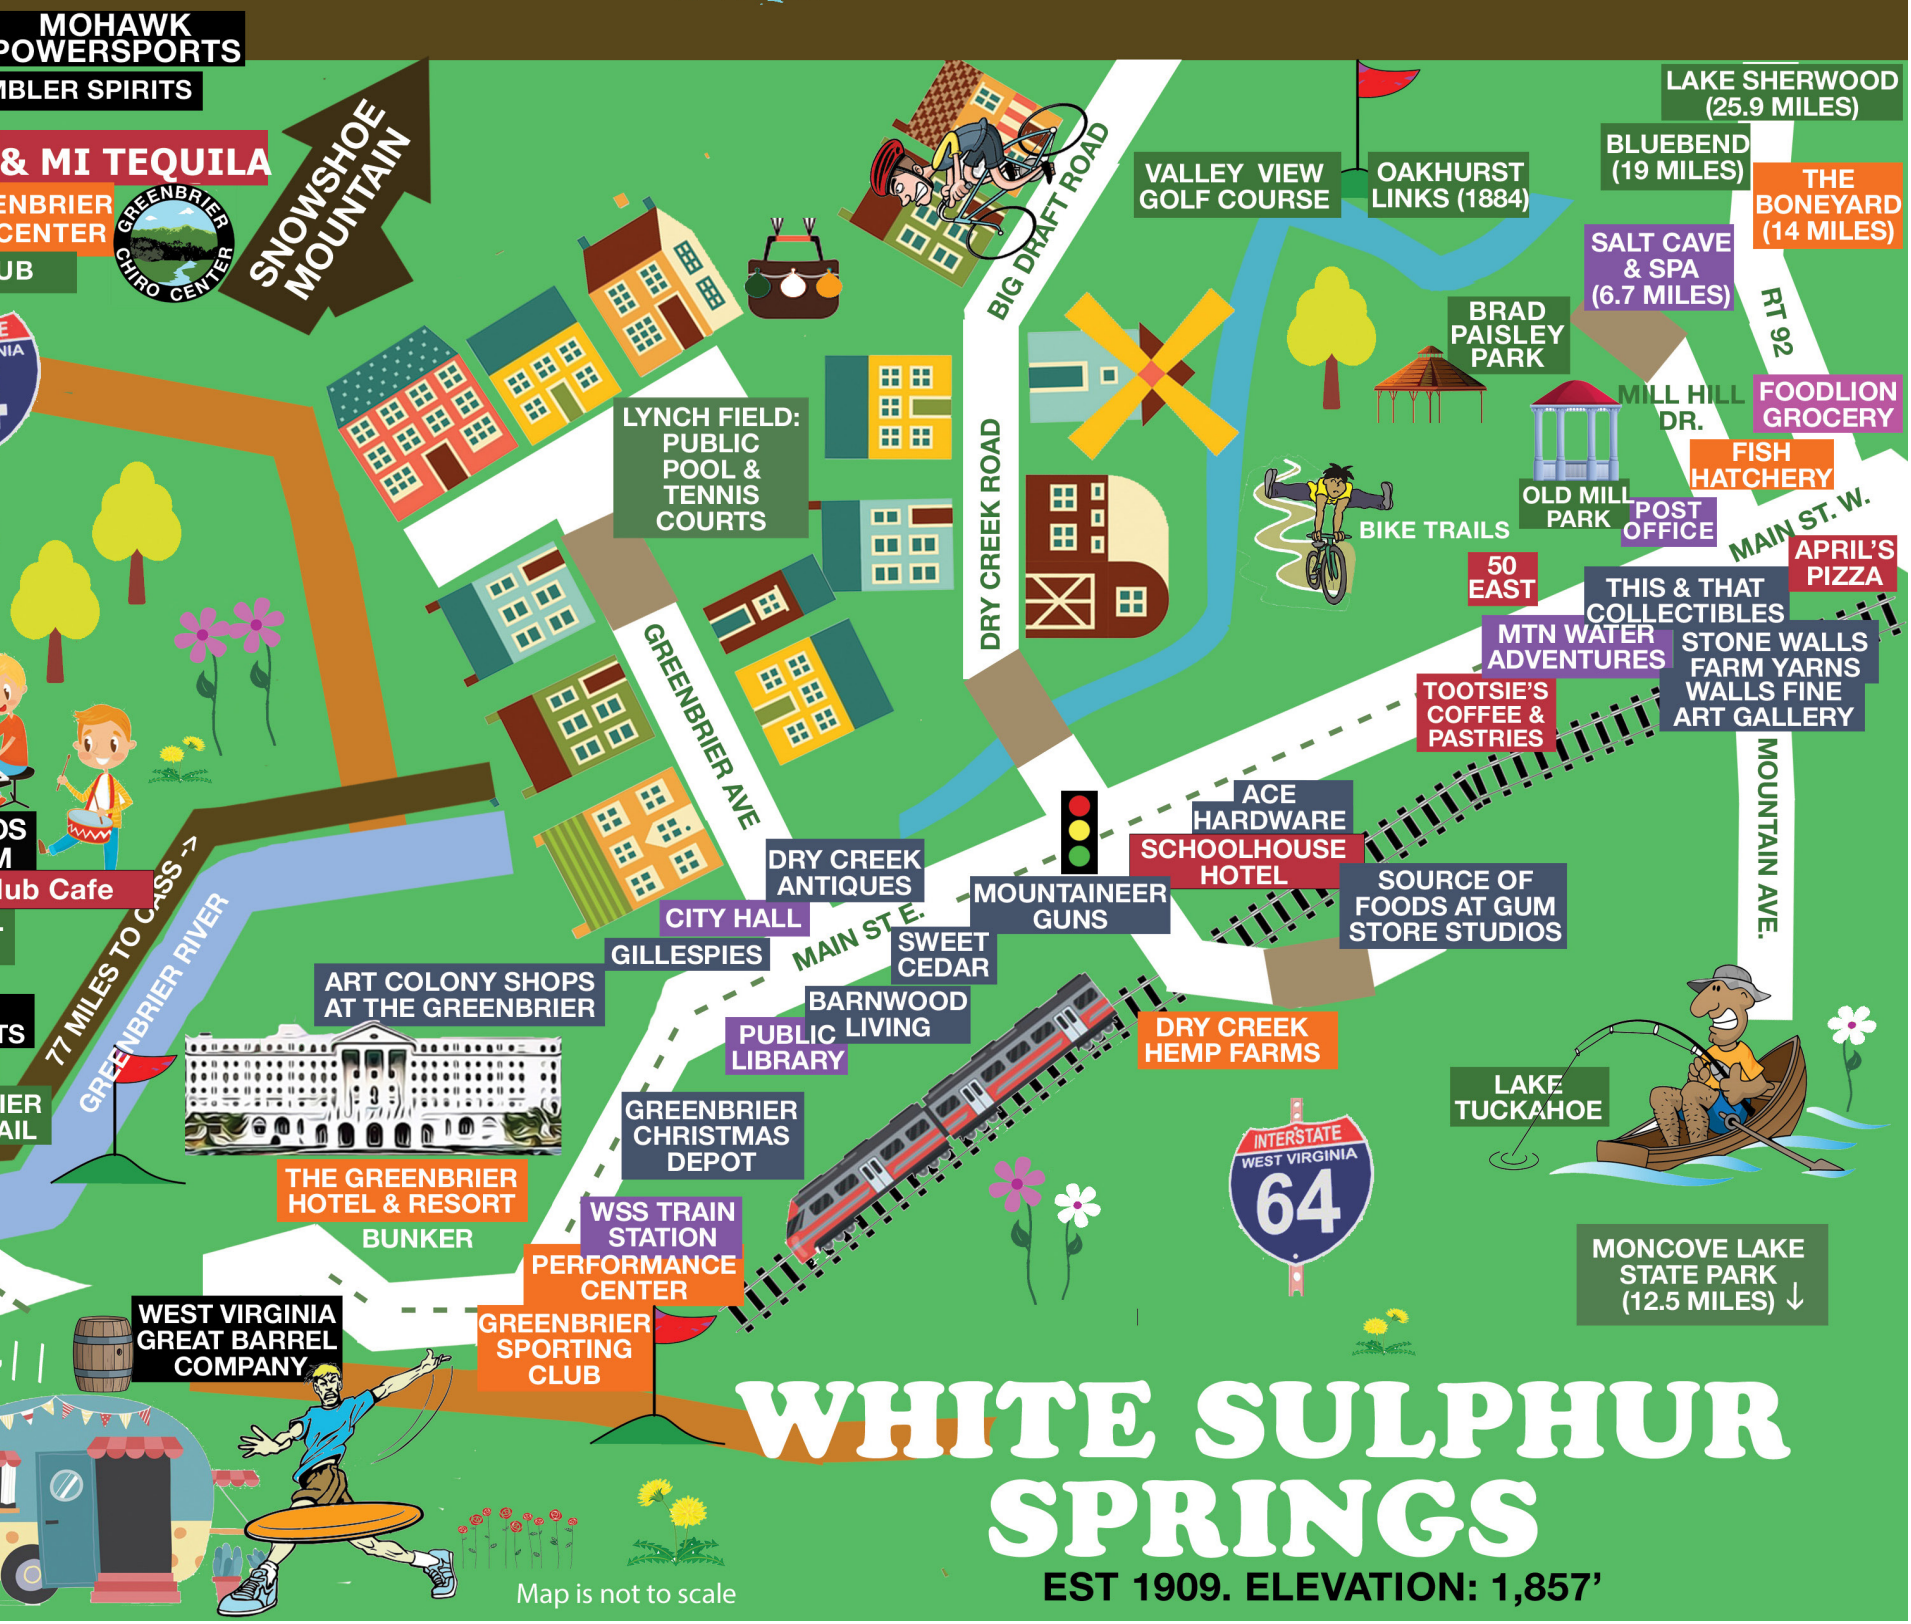 MOHAWK
POWERSPORTS
MBLER SPIRITS
& MI TEQUILA
ENBRIER
CENTER
UB
GREENBRIER
CHIRO CENTER
SNOWSHOE
MOUNTAIN
BIG DRAFT ROAD
VALLEY VIEW
GOLF COURSE
OAKHURST
LINKS (1884)
LAKE SHERWOOD
(25.9 MILES)
BLUEBEND
(19 MILES)
THE
BONEYARD
(14 MILES)
SALT CAVE
& SPA
(6.7 MILES)
RT 92
BRAD
PAISLEY
PARK
MILL HILL
DR.
FOODLION
GROCERY
FISH
HATCHERY
OLD MILL
PARK
POST
OFFICE
MAIN ST. W.
APRIL'S
PIZZA
BIKE TRAILS
50
EAST
THIS & THAT
COLLECTIBLES
MTN WATER
ADVENTURES
STONE WALLS
FARM YARNS
WALLS FINE
ART GALLERY
TOOTSIE'S
COFFEE &
PASTRIES
MOUNTAIN AVE.
LYNCH FIELD:
PUBLIC
POOL &
TENNIS
COURTS
DRY CREEK ROAD
GREENBRIER AVE
ACE
HARDWARE
SCHOOLHOUSE
HOTEL
SOURCE OF
FOODS AT GUM
STORE STUDIOS
MOUNTAINEER
GUNS
DRY CREEK
ANTIQUES
CITY HALL
GILLESPIES
MAIN ST E.
SWEET
CEDAR
BARNWOOD
LIVING
PUBLIC
LIBRARY
DRY CREEK
HEMP FARMS
ART COLONY SHOPS
AT THE GREENBRIER
E
NIA
OS
M
lub Cafe
77 MILES TO CASS ->
GREENBRIER RIVER
TS
IER
AIL
GREENBRIER
CHRISTMAS
DEPOT
THE GREENBRIER
HOTEL & RESORT
BUNKER
WSS TRAIN
STATION
PERFORMANCE
CENTER
GREENBRIER
SPORTING
CLUB
WEST VIRGINIA
GREAT BARREL
COMPANY
INTERSTATE
WEST VIRGINIA
64
LAKE
TUCKAHOE
MONCOVE LAKE
STATE PARK
(12.5 MILES) ↓
WHITE SULPHUR
SPRINGS
EST 1909. ELEVATION: 1,857'
Map is not to scale